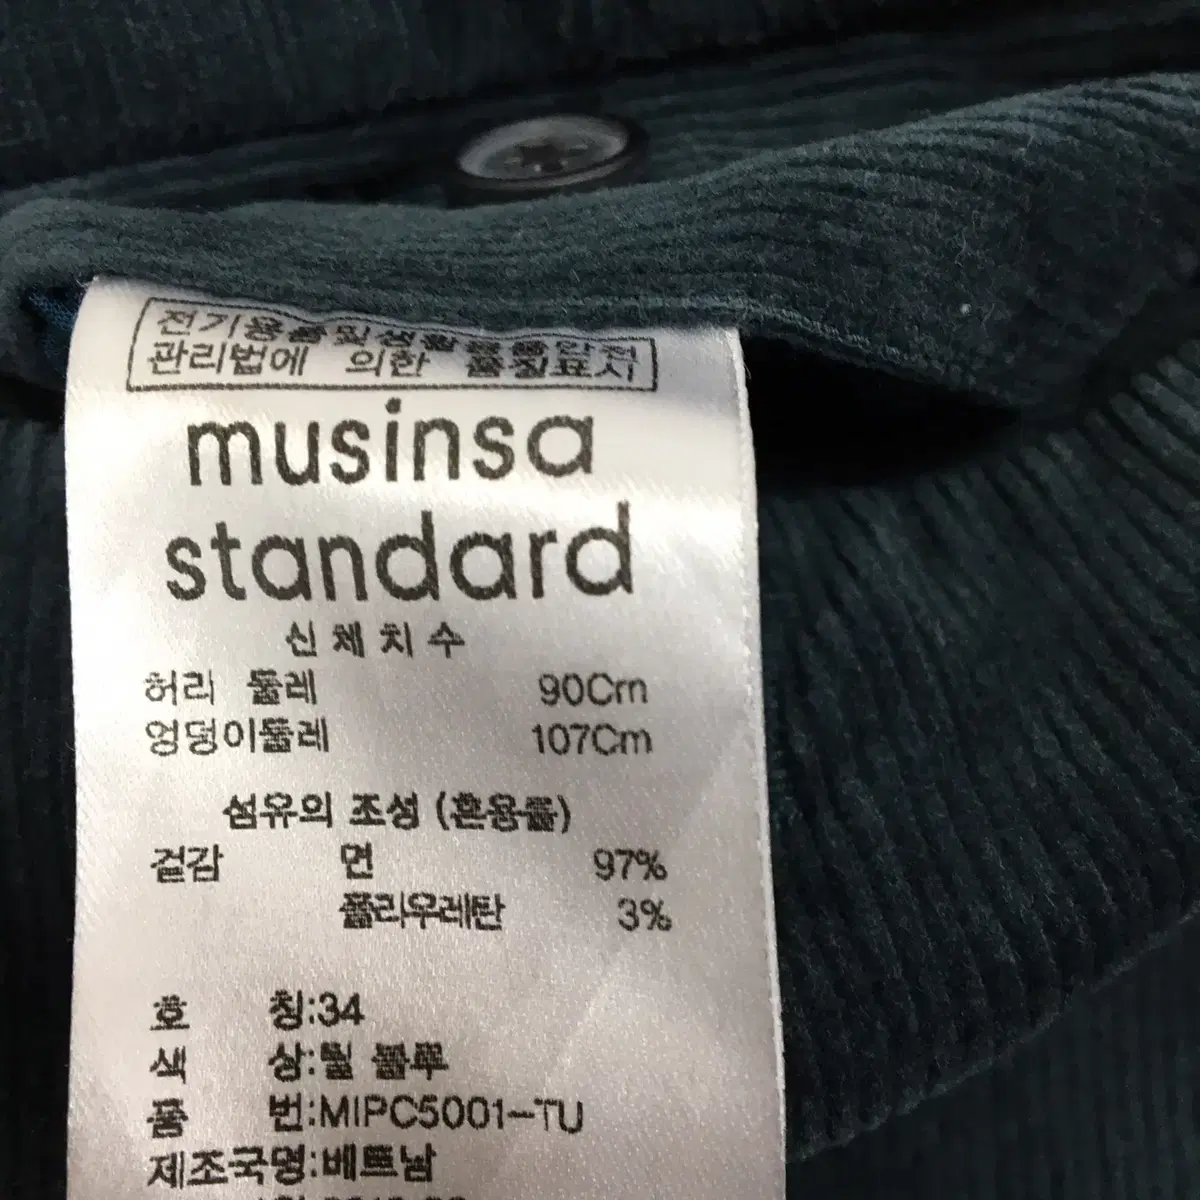 전기용품및생활용품안전
관리법에 의한 품질표시
musinsa
standard
신체치수
허리 둘레 90Cm
엉덩이둘레 107Cm
섬유의 조성 (혼용률)
겉감 면 97%
폴리우레탄 3%
호 칭:34
색 상:틸 블루
품 번:MIPC5001-TU
제조국명:베트남